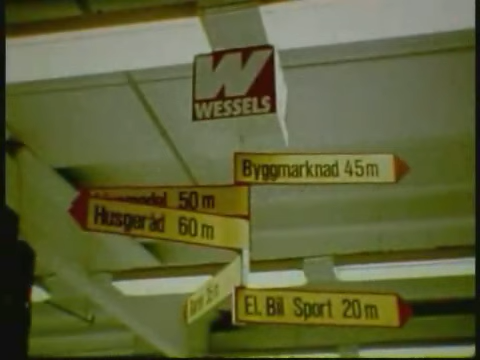 W
WESSELS
Byggmarknad 45m
50m
Husgeråd 60m
El. Bil Sport 20m